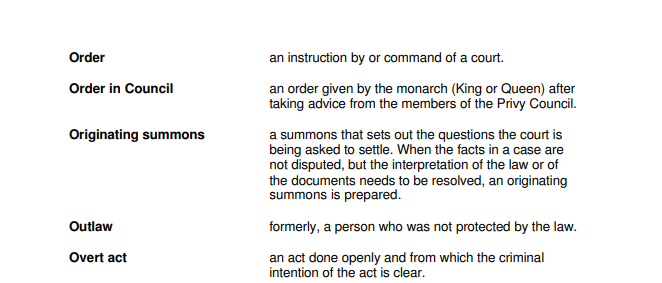 Order an instruction by or command of a court.
Order in Council an order given by the monarch (King or Queen) after
taking advice from the members of the Privy Council.
Originating summons a summons that sets out the questions the court is
being asked to settle. When the facts in a case are
not disputed, but the interpretation of the law or of
the documents needs to be resolved, an originating
summons is prepared.
Outlaw formerly, a person who was not protected by the law.
Overt act an act done openly and from which the criminal
intention of the act is clear.